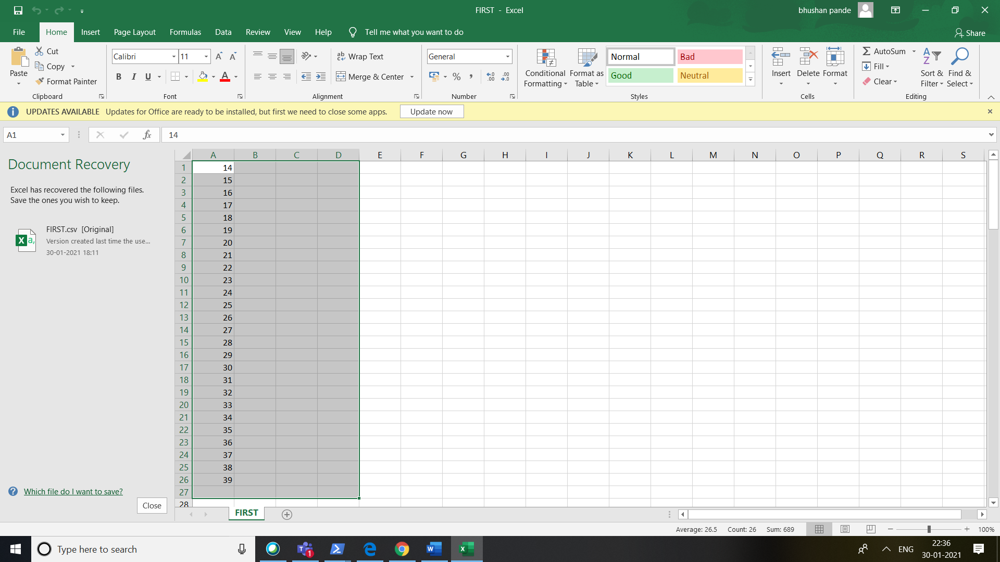 FIRST - Excel
bhushan pande
File Home Insert Page Layout Formulas Data Review View Help Tell me what you want to do
Share
Paste
Cut
Copy
Format Painter
Clipboard
Calibri 11
B I U
Font
Wrap Text
Merge & Center
Alignment
General
Number
Conditional Formatting
Format as Table
Normal Bad
Good Neutral
Styles
Insert Delete Format
Cells
AutoSum
Fill
Clear
Sort & Filter
Find & Select
Editing
UPDATES AVAILABLE Updates for Office are ready to be installed, but first we need to close some apps. Update now
A1 fx 14
Document Recovery
Excel has recovered the following files.
Save the ones you wish to keep.
FIRST.csv [Original]
Version created last time the use...
30-01-2021 18:11
Which file do I want to save?
Close
A B C D E F G H I J K L M N O P Q R S
1 14
2 15
3 16
4 17
5 18
6 19
7 20
8 21
9 22
10 23
11 24
12 25
13 26
14 27
15 28
16 29
17 30
18 31
19 32
20 33
21 34
22 35
23 36
24 37
25 38
26 39
27
28
FIRST
Average: 26.5 Count: 26 Sum: 689
100%
Type here to search
1
ENG
22:36
30-01-2021